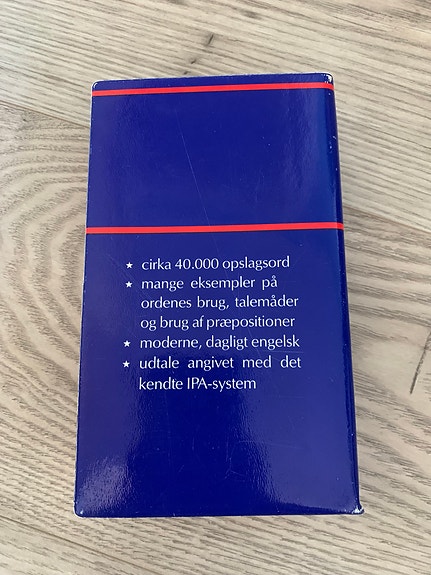 ★ cirka 40.000 opslagsord
★ mange eksempler på
ordenes brug, talemåder
og brug af præpositioner
★ moderne, dagligt engelsk
★ udtale angivet med det
kendte IPA-system